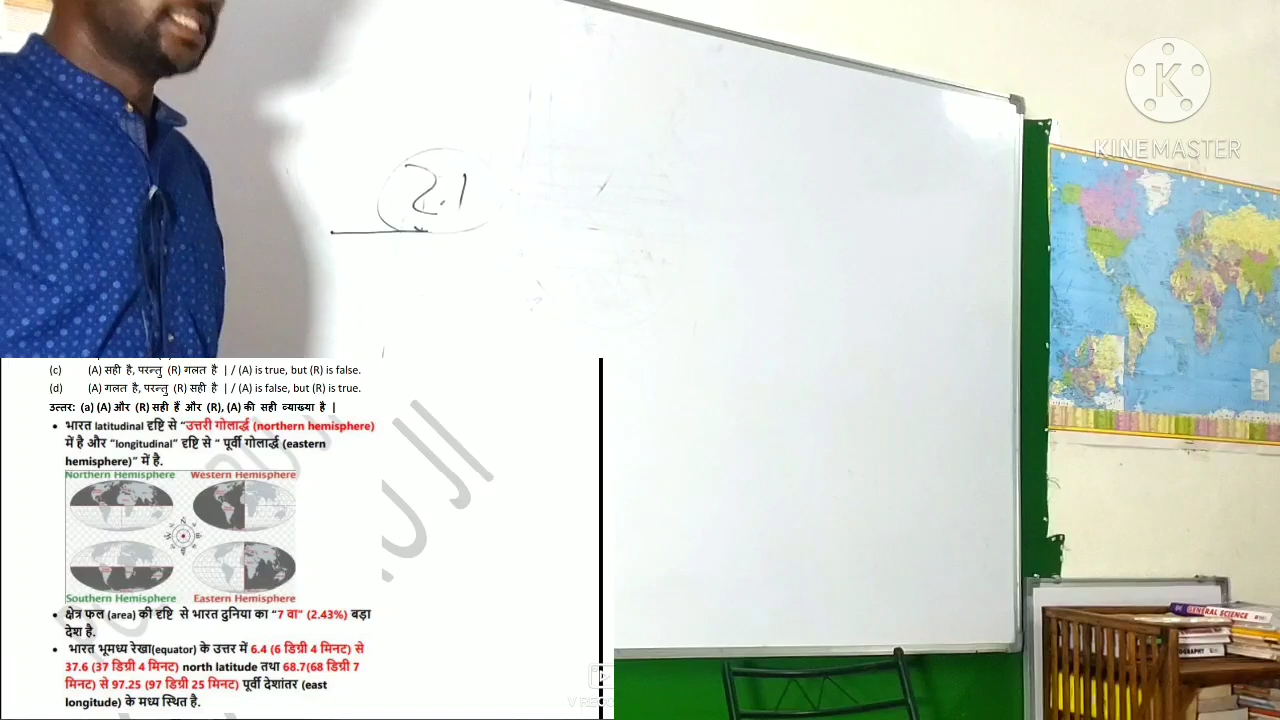 KINEMASTER
2.1
(c) (A) सही है, परन्तु (R) गलत है | / (A) is true, but (R) is false.
(d) (A) गलत है, परन्तु (R) सही है | / (A) is false, but (R) is true.
उत्तर: (a) (A) और (R) सही हैं और (R), (A) की सही व्याख्या है |
• भारत latitudinal दृष्टि से "उत्तरी गोलार्द्ध (northern hemisphere)
में है और "longitudinal" दृष्टि से " पूर्वी गोलार्द्ध (eastern
hemisphere)" में है.
Northern Hemisphere Western Hemisphere
Southern Hemisphere Eastern Hemisphere
• क्षेत्र फल (area) की दृष्टि से भारत दुनिया का "7 वा" (2.43%) बड़ा
देश है.
• भारत भूमध्य रेखा(equator) के उत्तर में 6.4 (6 डिग्री 4 मिनट) से
37.6 (37 डिग्री 4 मिनट) north latitude तथा 68.7(68 डिग्री 7
मिनट) से 97.25 (97 डिग्री 25 मिनट) पूर्वी देशांतर (east
longitude) के मध्य स्थित है.
GENERAL SCIENCE